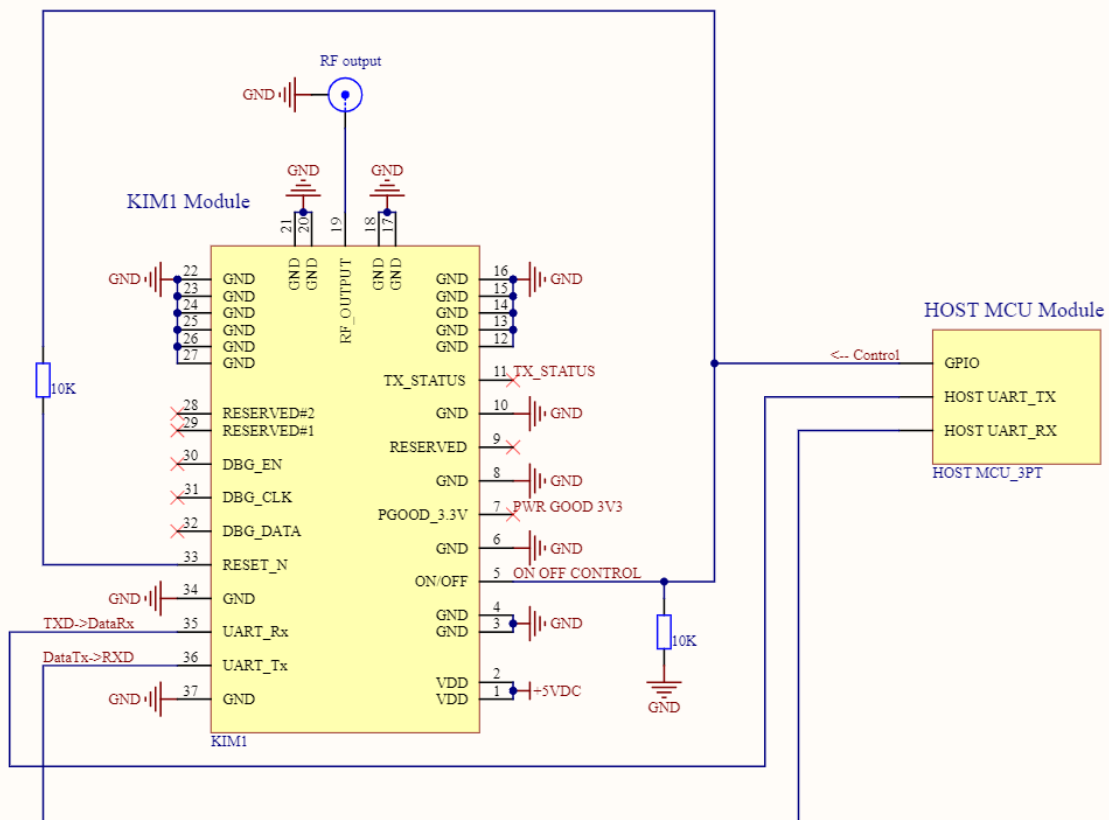 RF output
GND
GND
GND
KIM1 Module
21
20
19
18
17
GND
GND
RF_OUTPUT
GND
GND
GND
22
GND
23
GND
24
GND
25
GND
26
GND
27
GND
28
RESERVED#2
29
RESERVED#1
30
DBG_EN
31
DBG_CLK
32
DBG_DATA
33
RESET_N
GND
34
GND
TXD->DataRx
35
UART_Rx
DataTx->RXD
36
UART_Tx
GND
37
GND
KIM1
10K
GND
16
GND
GND
15
GND
14
GND
13
GND
12
TX_STATUS
11
TX_STATUS
GND
10
GND
RESERVED
9
GND
8
GND
PGOOD_3.3V
7
PWR GOOD 3V3
GND
6
GND
ON/OFF
5
ON OFF CONTROL
GND
4
GND
3
GND
VDD
2
VDD
1
+5VDC
10K
GND
HOST MCU Module
<-- Control
GPIO
HOST UART_TX
HOST UART_RX
HOST MCU_3PT